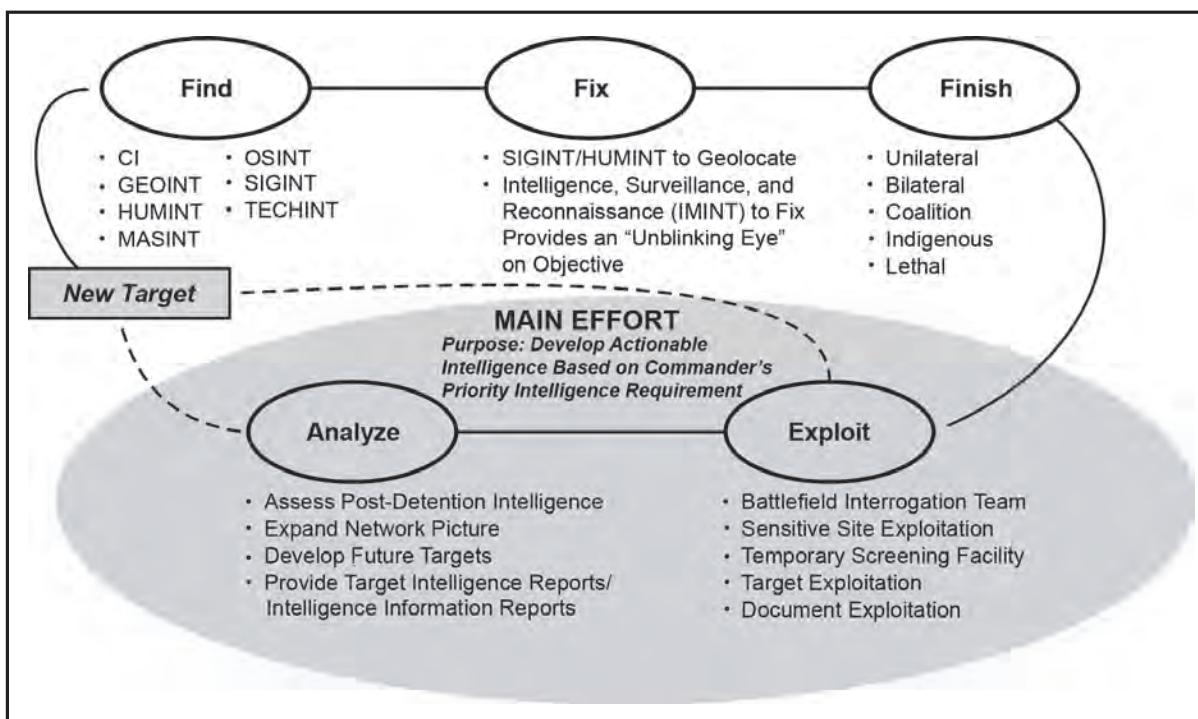 Find
Fix
Finish
· CI
· GEOINT
· HUMINT
· MASINT
· OSINT
· SIGINT
· TECHINT
· SIGINT/HUMINT to Geolocate
· Intelligence, Surveillance, and
Reconnaissance (IMINT) to Fix
Provides an “Unblinking Eye”
on Objective
· Unilateral
· Bilateral
· Coalition
· Indigenous
· Lethal
New Target
MAIN EFFORT
Purpose: Develop Actionable
Intelligence Based on Commander’s
Priority Intelligence Requirement
Analyze
Exploit
· Assess Post-Detention Intelligence
· Expand Network Picture
· Develop Future Targets
· Provide Target Intelligence Reports/
Intelligence Information Reports
· Battlefield Interrogation Team
· Sensitive Site Exploitation
· Temporary Screening Facility
· Target Exploitation
· Document Exploitation